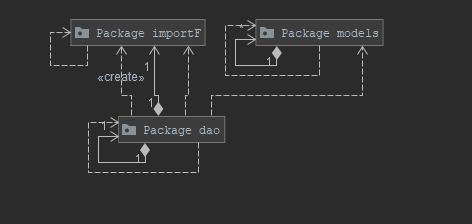 Package importF
Package models
1
1
«create»
1
Package dao
1
1